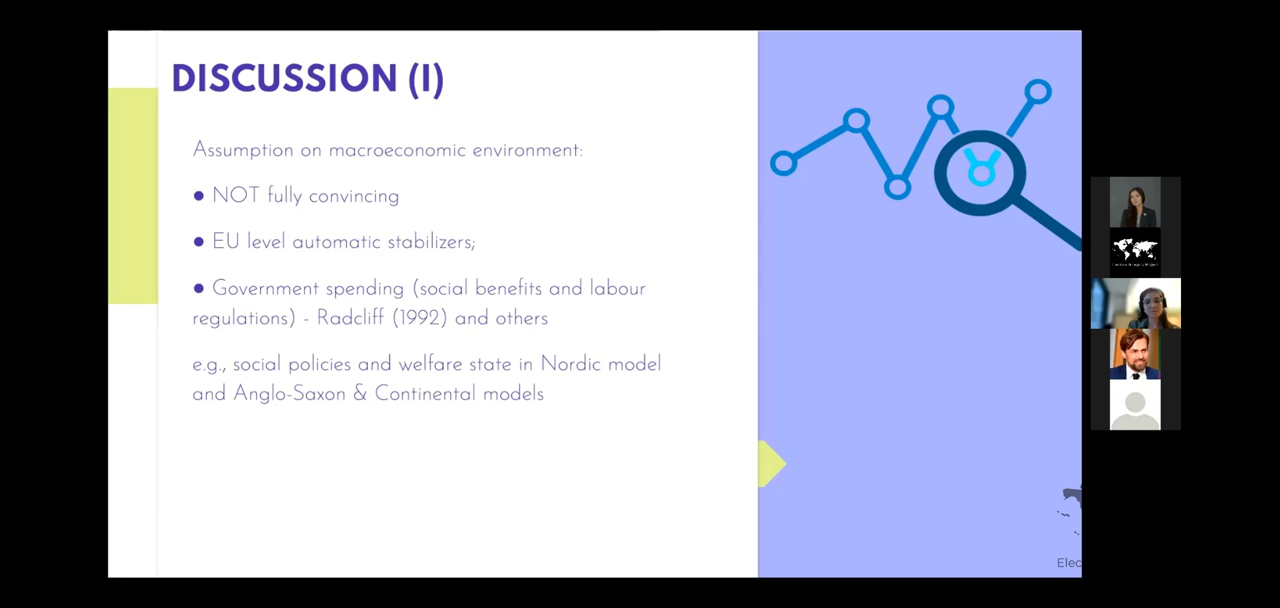 DISCUSSION (I)
Assumption on macroeconomic environment:
● NOT fully convincing
● EU level automatic stabilizers;
● Government spending (social benefits and labour
regulations) - Radcliff (1992) and others
e.g., social policies and welfare state in Nordic model
and Anglo-Saxon & Continental models
Elec